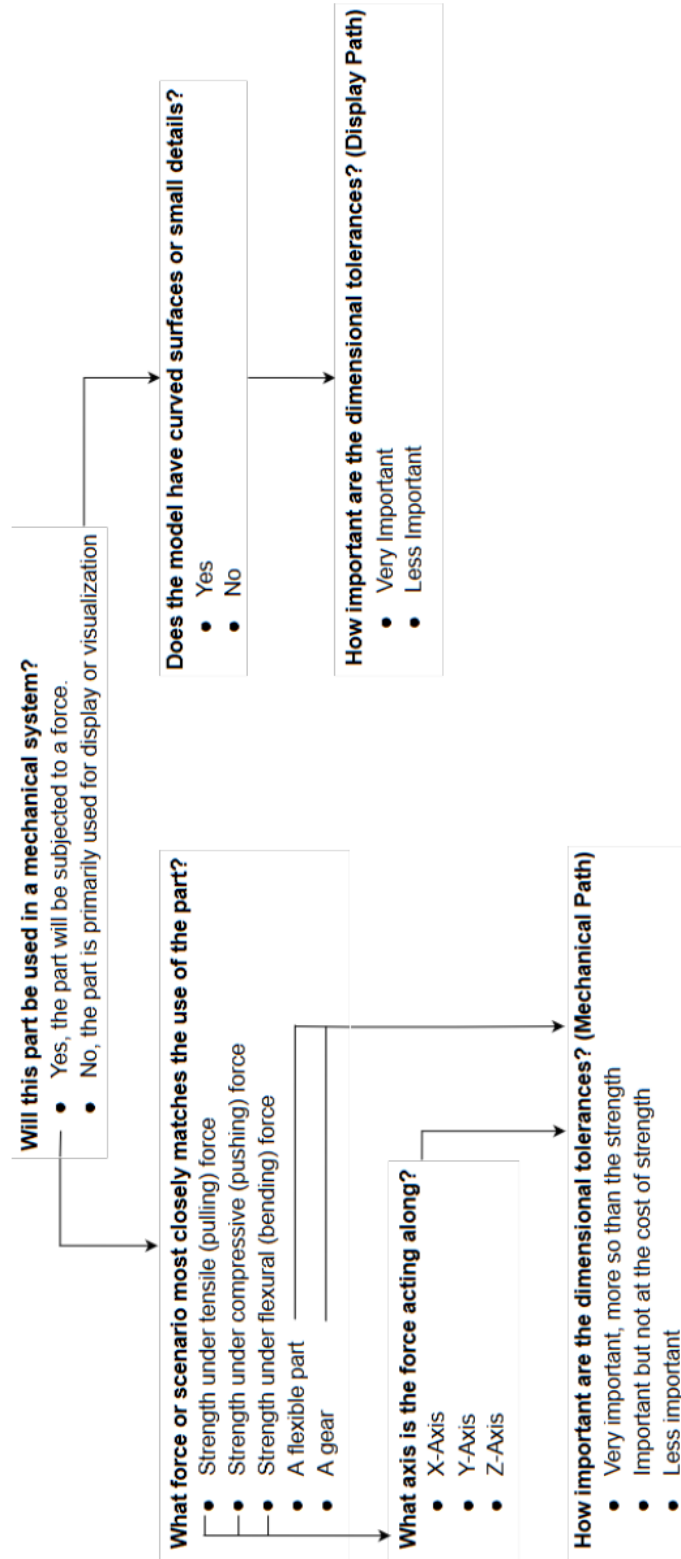 Will this part be used in a mechanical system?
Yes, the part will be subjected to a force.
No, the part is primarily used for display or visualization
What force or scenario most closely matches the use of the part?
Strength under tensile (pulling) force
Strength under compressive (pushing) force
Strength under flexural (bending) force
A flexible part
A gear
What axis is the force acting along?
X-Axis
Y-Axis
Z-Axis
How important are the dimensional tolerances? (Mechanical Path)
Very important, more so than the strength
Important but not at the cost of strength
Less important
Does the model have curved surfaces or small details?
Yes
No
How important are the dimensional tolerances? (Display Path)
Very Important
Less Important